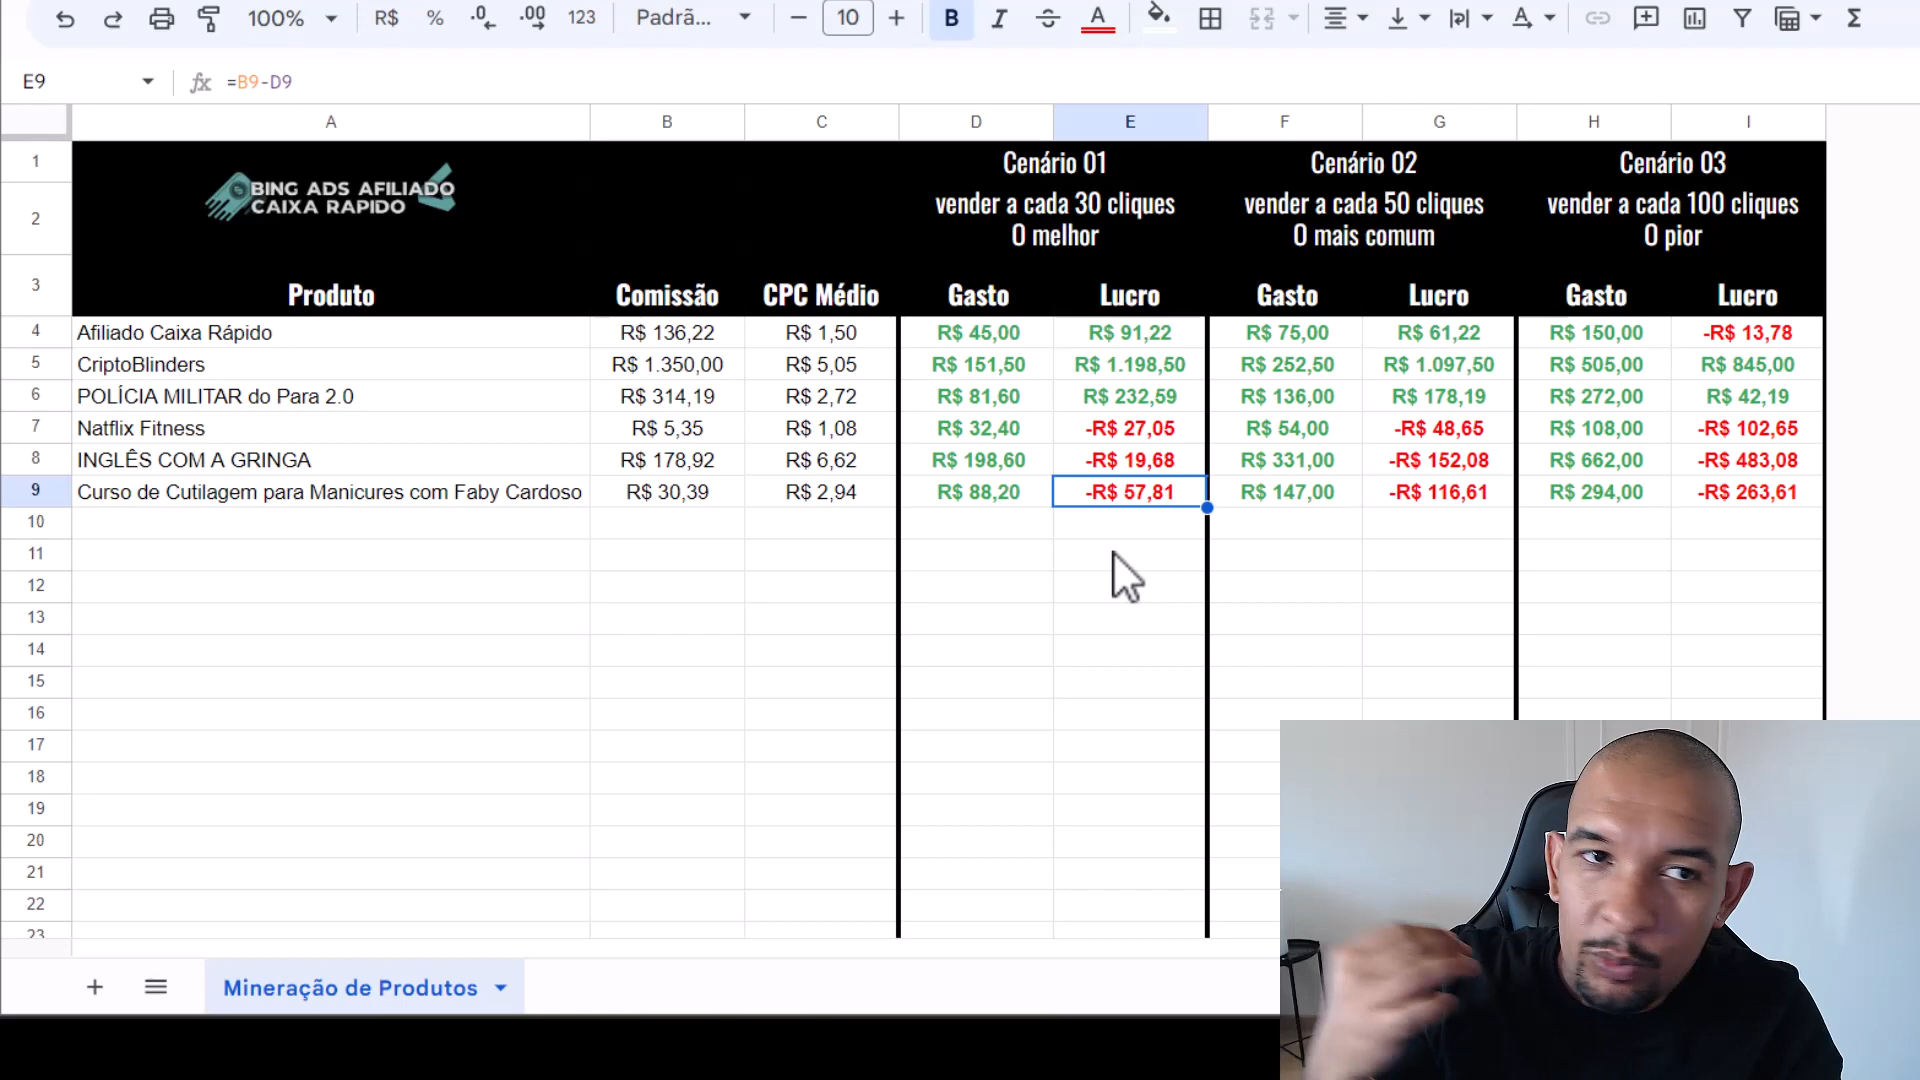 100% R$ % .0 .00 123 Padrã... 10 B I A A Σ
E9 fx =B9-D9
A B C D E F G H I
1 Cenário 01 Cenário 02 Cenário 03
BING ADS AFILIADO
CAIXA RAPIDO
2 vender a cada 30 cliques vender a cada 50 cliques vender a cada 100 cliques
O melhor O mais comum O pior
3 Produto Comissão CPC Médio Gasto Lucro Gasto Lucro Gasto Lucro
4 Afiliado Caixa Rápido R$ 136,22 R$ 1,50 R$ 45,00 R$ 91,22 R$ 75,00 R$ 61,22 R$ 150,00 -R$ 13,78
5 CriptoBlinders R$ 1.350,00 R$ 5,05 R$ 151,50 R$ 1.198,50 R$ 252,50 R$ 1.097,50 R$ 505,00 R$ 845,00
6 POLÍCIA MILITAR do Para 2.0 R$ 314,19 R$ 2,72 R$ 81,60 R$ 232,59 R$ 136,00 R$ 178,19 R$ 272,00 R$ 42,19
7 Natflix Fitness R$ 5,35 R$ 1,08 R$ 32,40 -R$ 27,05 R$ 54,00 -R$ 48,65 R$ 108,00 -R$ 102,65
8 INGLÊS COM A GRINGA R$ 178,92 R$ 6,62 R$ 198,60 -R$ 19,68 R$ 331,00 -R$ 152,08 R$ 662,00 -R$ 483,08
9 Curso de Cutilagem para Manicures com Faby Cardoso R$ 30,39 R$ 2,94 R$ 88,20 -R$ 57,81 R$ 147,00 -R$ 116,61 R$ 294,00 -R$ 263,61
10
11
12
13
14
15
16
17
18
19
20
21
22
23
Mineração de Produtos